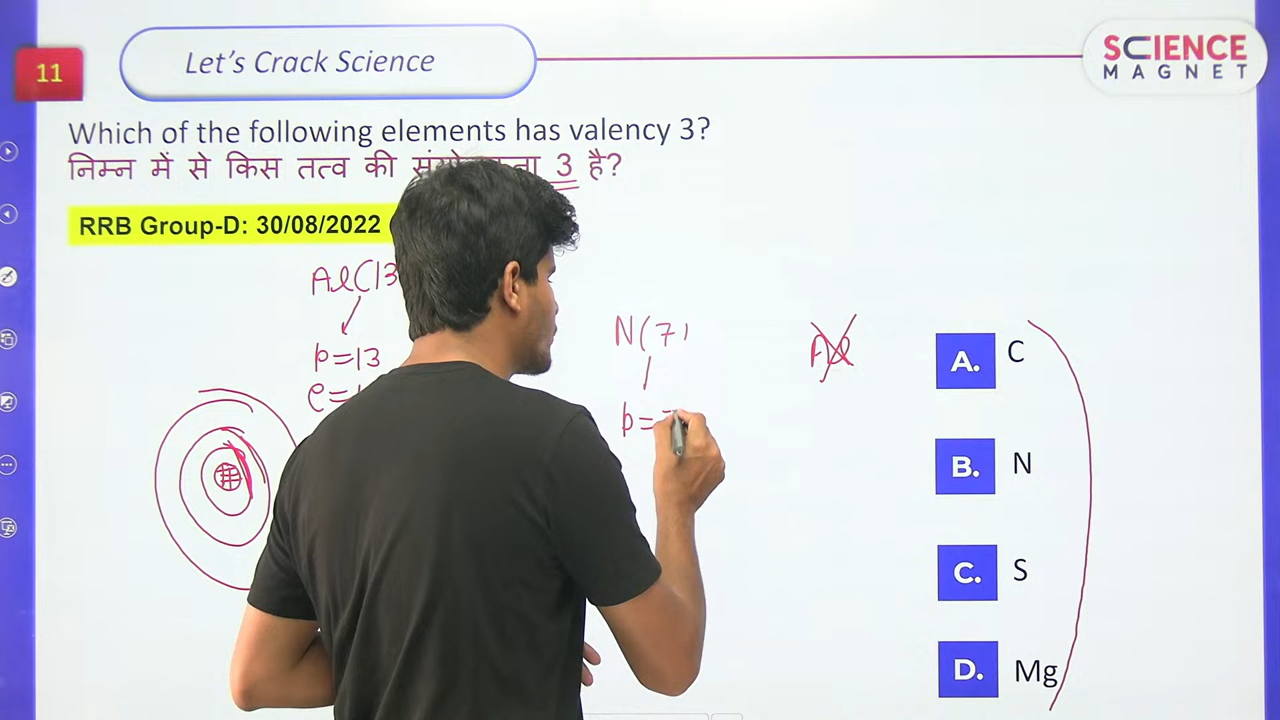 11
Let's Crack Science
SCIENCE
MAGNET
Which of the following elements has valency 3?
निम्न में से किस तत्व की 3 है?
RRB Group-D: 30/08/2022
Al(13
p=13
e=
N(7)
p=
Al
A. C
B. N
C. S
D. Mg